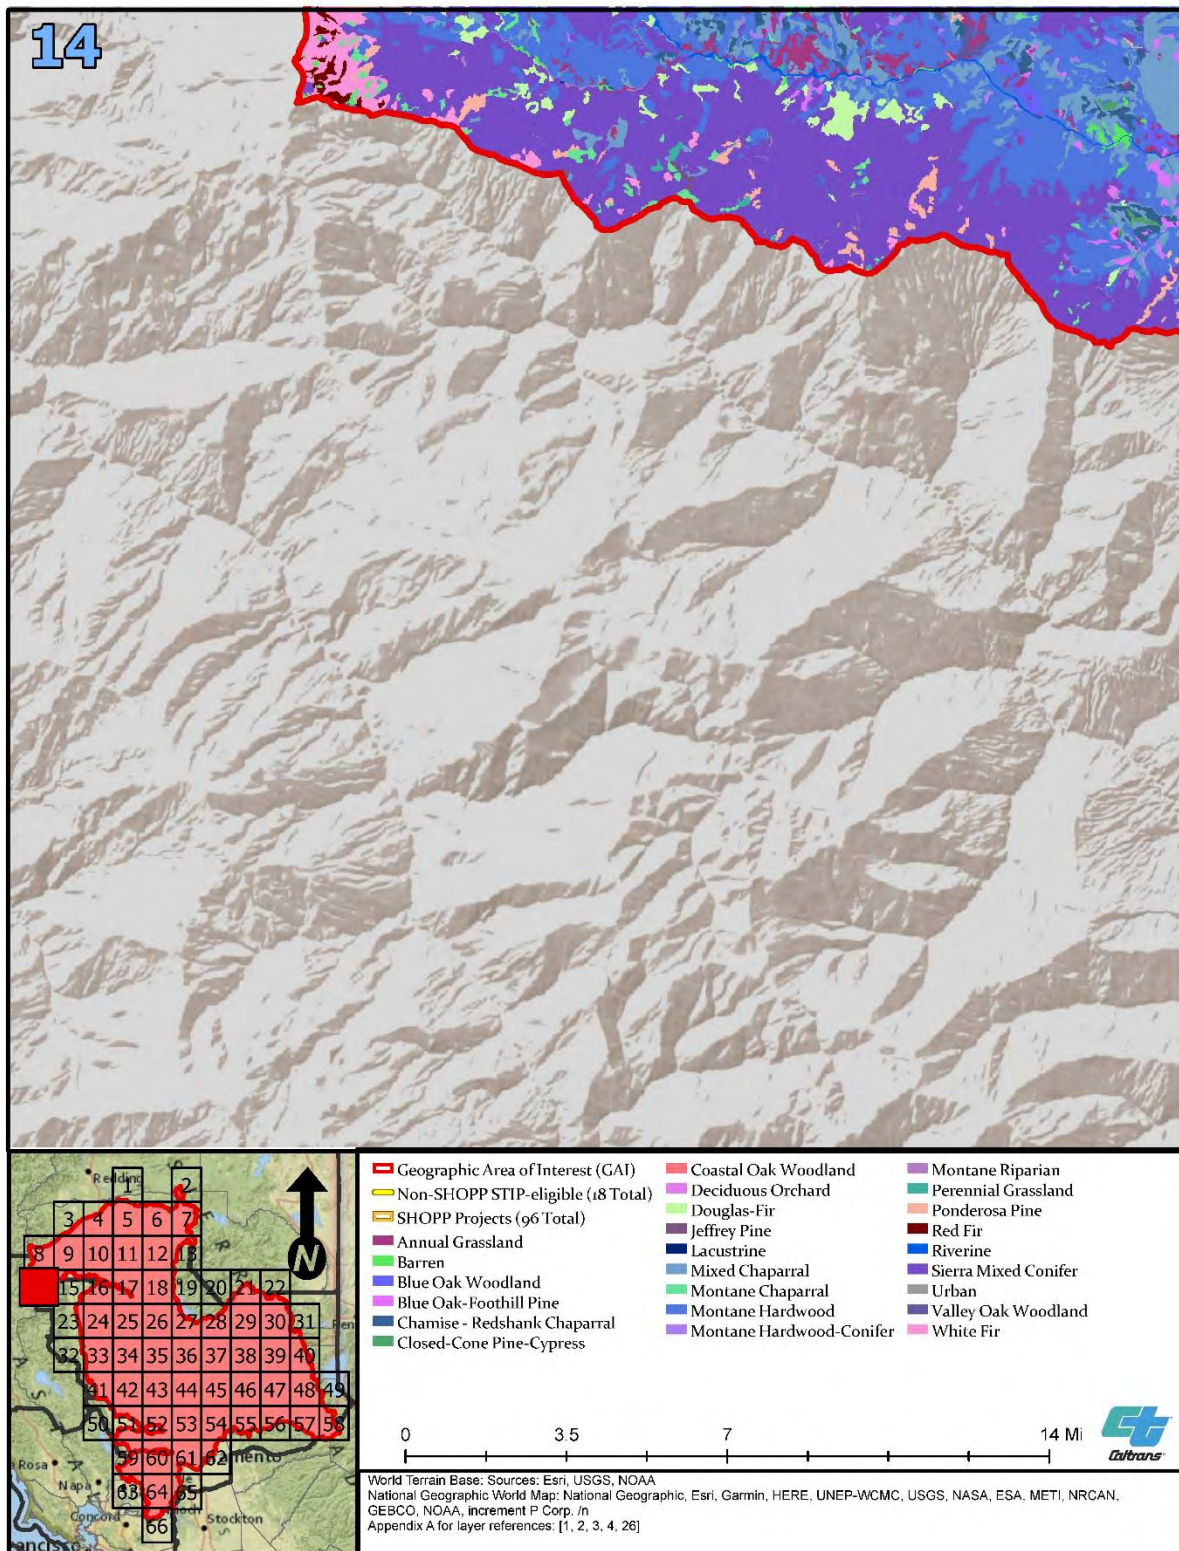 14
Geographic Area of Interest (GAI)
Non-SHOPP STIP-eligible (18 Total)
SHOPP Projects (96 Total)
Annual Grassland
Barren
Blue Oak Woodland
Blue Oak-Foothill Pine
Chamise - Redshank Chaparral
Closed-Cone Pine-Cypress
Coastal Oak Woodland
Deciduous Orchard
Douglas-Fir
Jeffrey Pine
Lacustrine
Mixed Chaparral
Montane Chaparral
Montane Hardwood
Montane Hardwood-Conifer
Montane Riparian
Perennial Grassland
Ponderosa Pine
Red Fir
Riverine
Sierra Mixed Conifer
Urban
Valley Oak Woodland
White Fir
Redding
1 2
3 4 5 6 7
8 9 10 11 12 13
15 16 17 18 19 20 21 22
23 24 25 26 27 28 29 30 31
32 33 34 35 36 37 38 39 40
41 42 43 44 45 46 47 48 49
50 51 52 53 54 55 56 57 58
59 60 61 62
63 64 65
66
Napa
Concord
Stockton
N
0 3.5 7 14 Mi
Caltrans
World Terrain Base: Sources: Esri, USGS, NOAA
National Geographic World Map: National Geographic, Esri, Garmin, HERE, UNEP-WCMC, USGS, NASA, ESA, METI, NRCAN,
GEBCO, NOAA, increment P Corp. /n
Appendix A for layer references: [1, 2, 3, 4, 26]